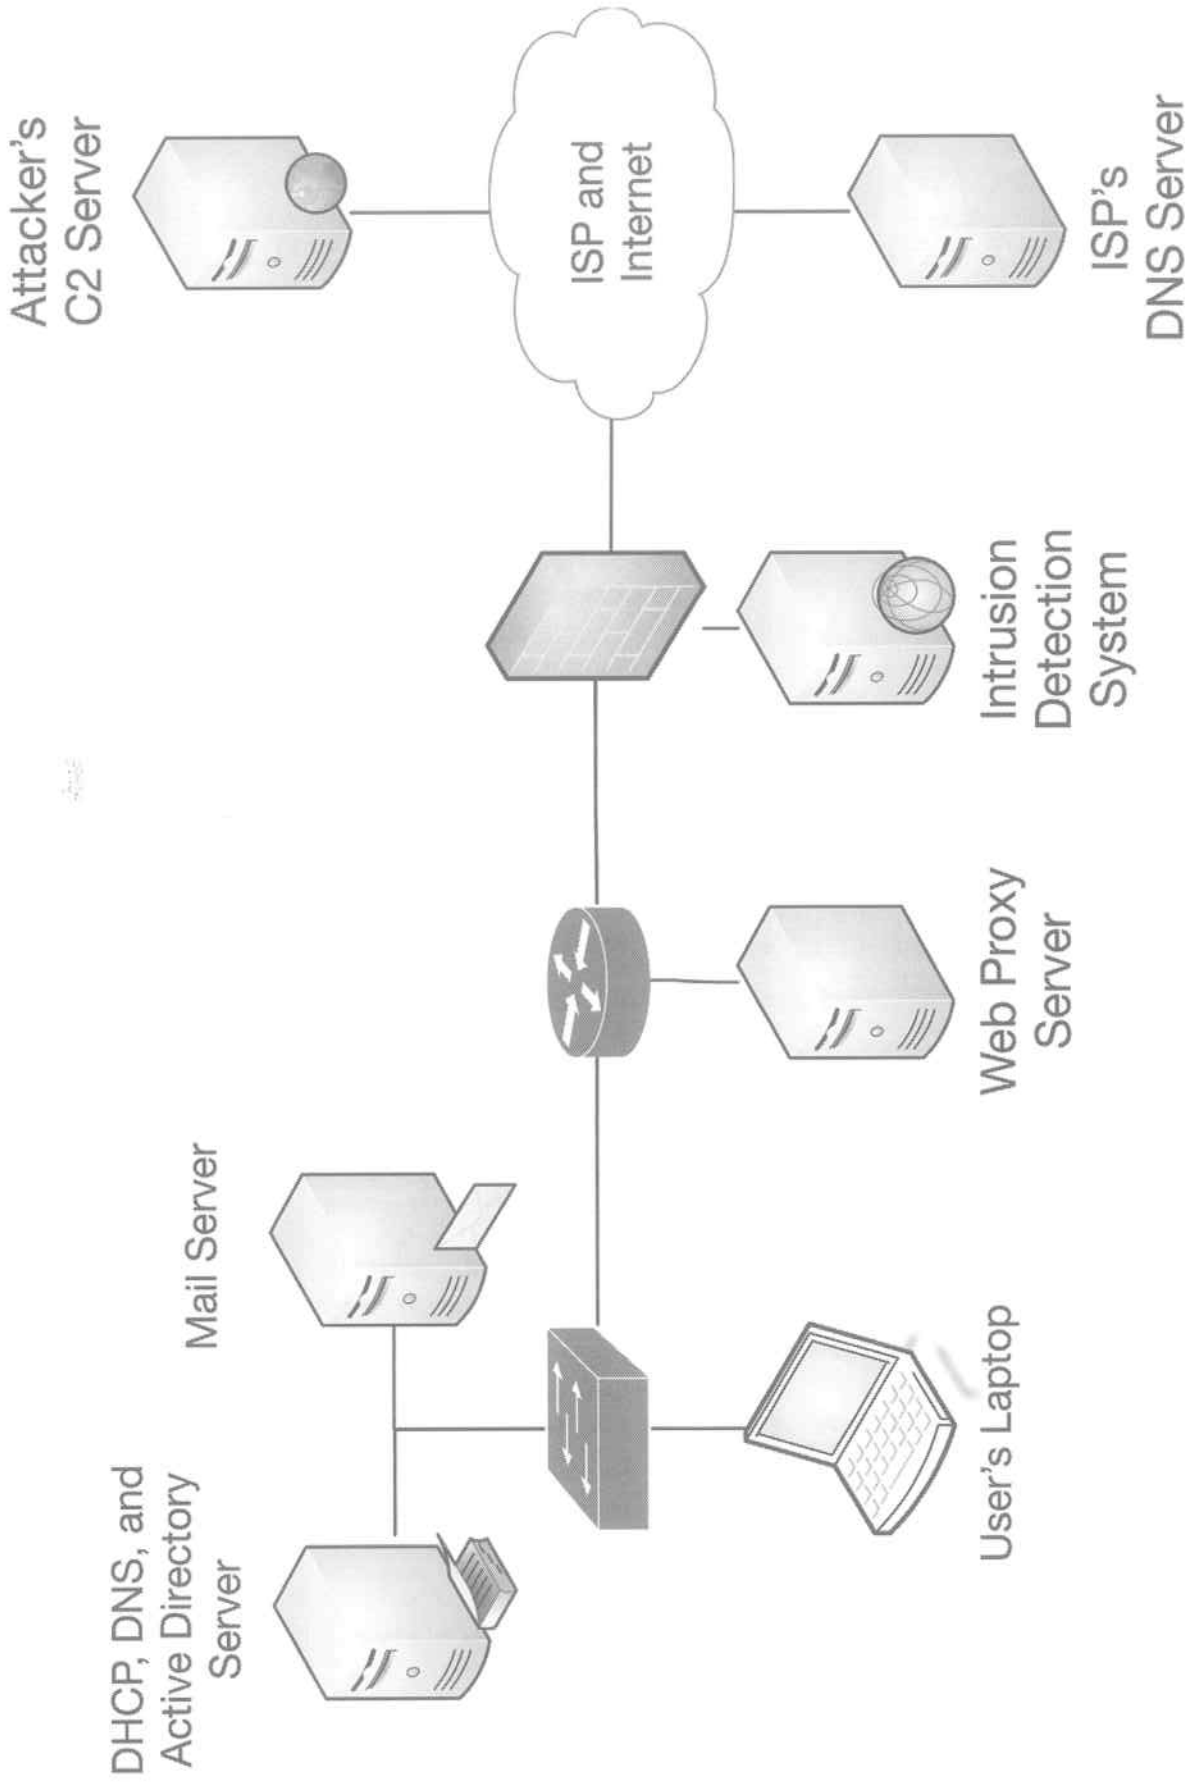 DHCP, DNS, and
Active Directory
Server
Mail Server
Attacker's
C2 Server
ISP and
Internet
User's Laptop
Web Proxy
Server
Intrusion
Detection
System
ISP's
DNS Server